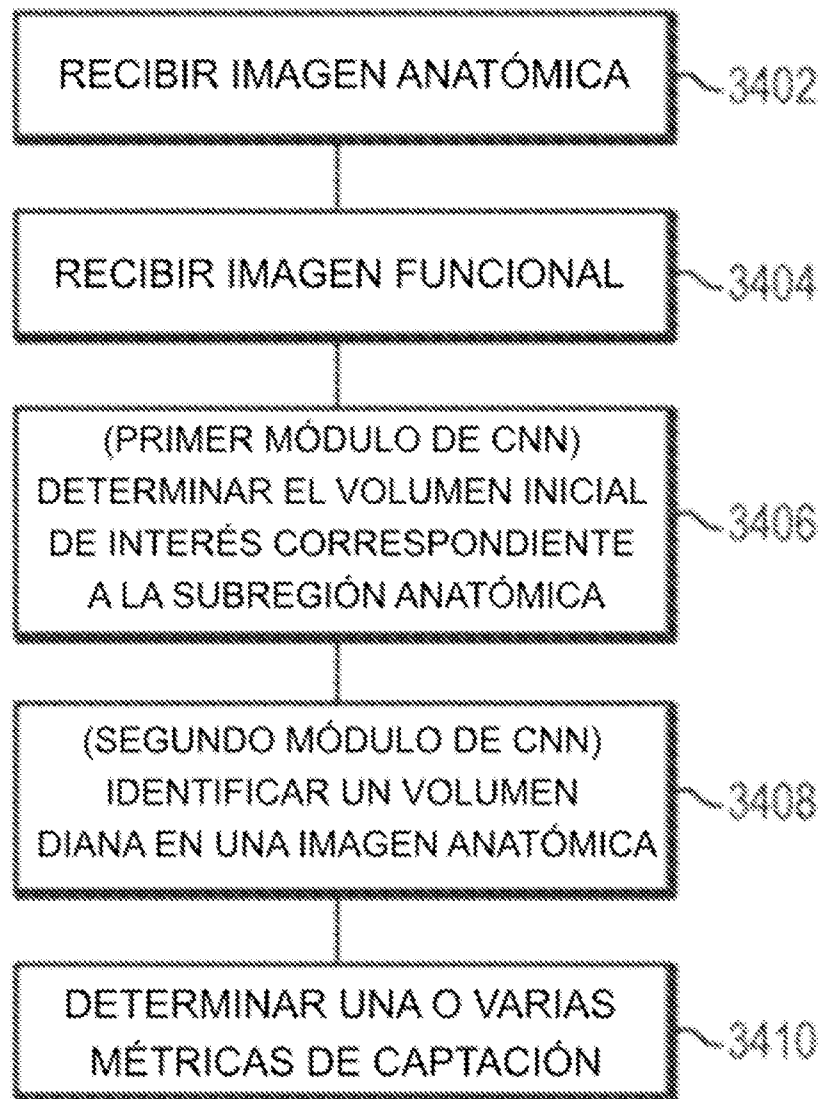 RECIBIR IMAGEN ANATÓMICA
3402
RECIBIR IMAGEN FUNCIONAL
3404
(PRIMER MÓDULO DE CNN)
DETERMINAR EL VOLUMEN INICIAL
DE INTERÉS CORRESPONDIENTE
A LA SUBREGIÓN ANATÓMICA
3406
(SEGUNDO MÓDULO DE CNN)
IDENTIFICAR UN VOLUMEN
DIANA EN UNA IMAGEN ANATÓMICA
3408
DETERMINAR UNA O VARIAS
MÉTRICAS DE CAPTACIÓN
3410